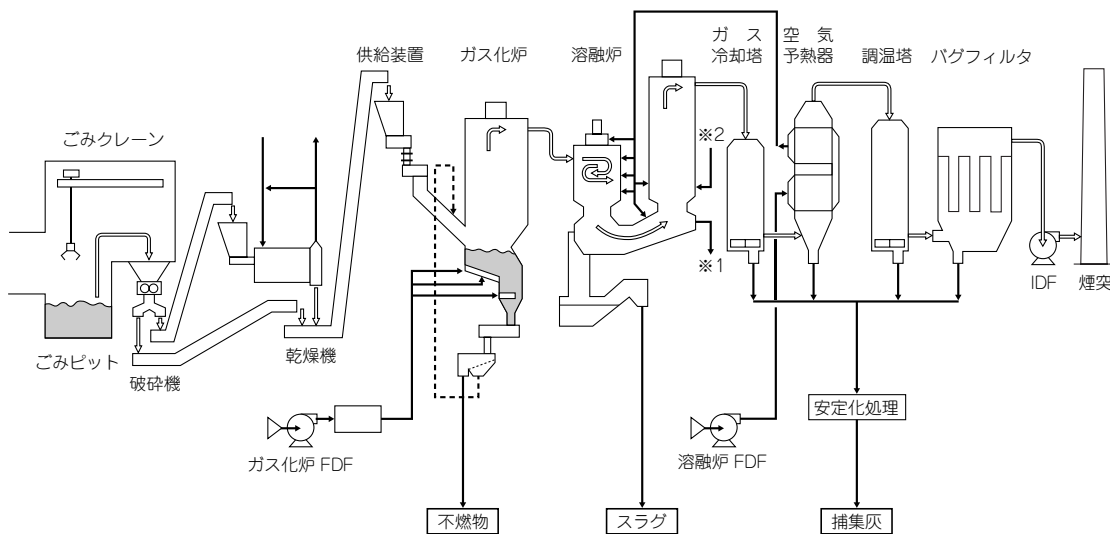 ごみクレーン
供給装置
ガス化炉
溶融炉
ガス
冷却塔
空気
予熱器
調温塔
バグフィルタ
※2
※1
IDF
煙突
ごみピット
破砕機
乾燥機
ガス化炉 FDF
溶融炉 FDF
安定化処理
不燃物
スラグ
捕集灰